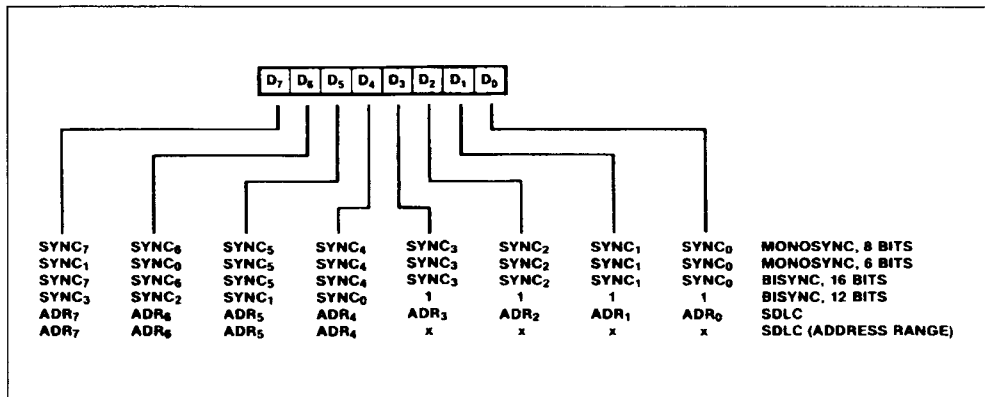 D₇ D₆ D₅ D₄ D₃ D₂ D₁ D₀
SYNC₇ SYNC₆ SYNC₅ SYNC₄ SYNC₃ SYNC₂ SYNC₁ SYNC₀ MONOSYNC, 8 BITS
SYNC₁ SYNC₀ SYNC₅ SYNC₄ SYNC₃ SYNC₂ SYNC₁ SYNC₀ MONOSYNC, 6 BITS
SYNC₇ SYNC₆ SYNC₅ SYNC₄ SYNC₃ SYNC₂ SYNC₁ SYNC₀ BISYNC, 16 BITS
SYNC₃ SYNC₂ SYNC₁ SYNC₀ 1 1 1 1 BISYNC, 12 BITS
ADR₇ ADR₆ ADR₅ ADR₄ ADR₃ ADR₂ ADR₁ ADR₀ SDLC
ADR₇ ADR₆ ADR₅ ADR₄ x x x x SDLC (ADDRESS RANGE)